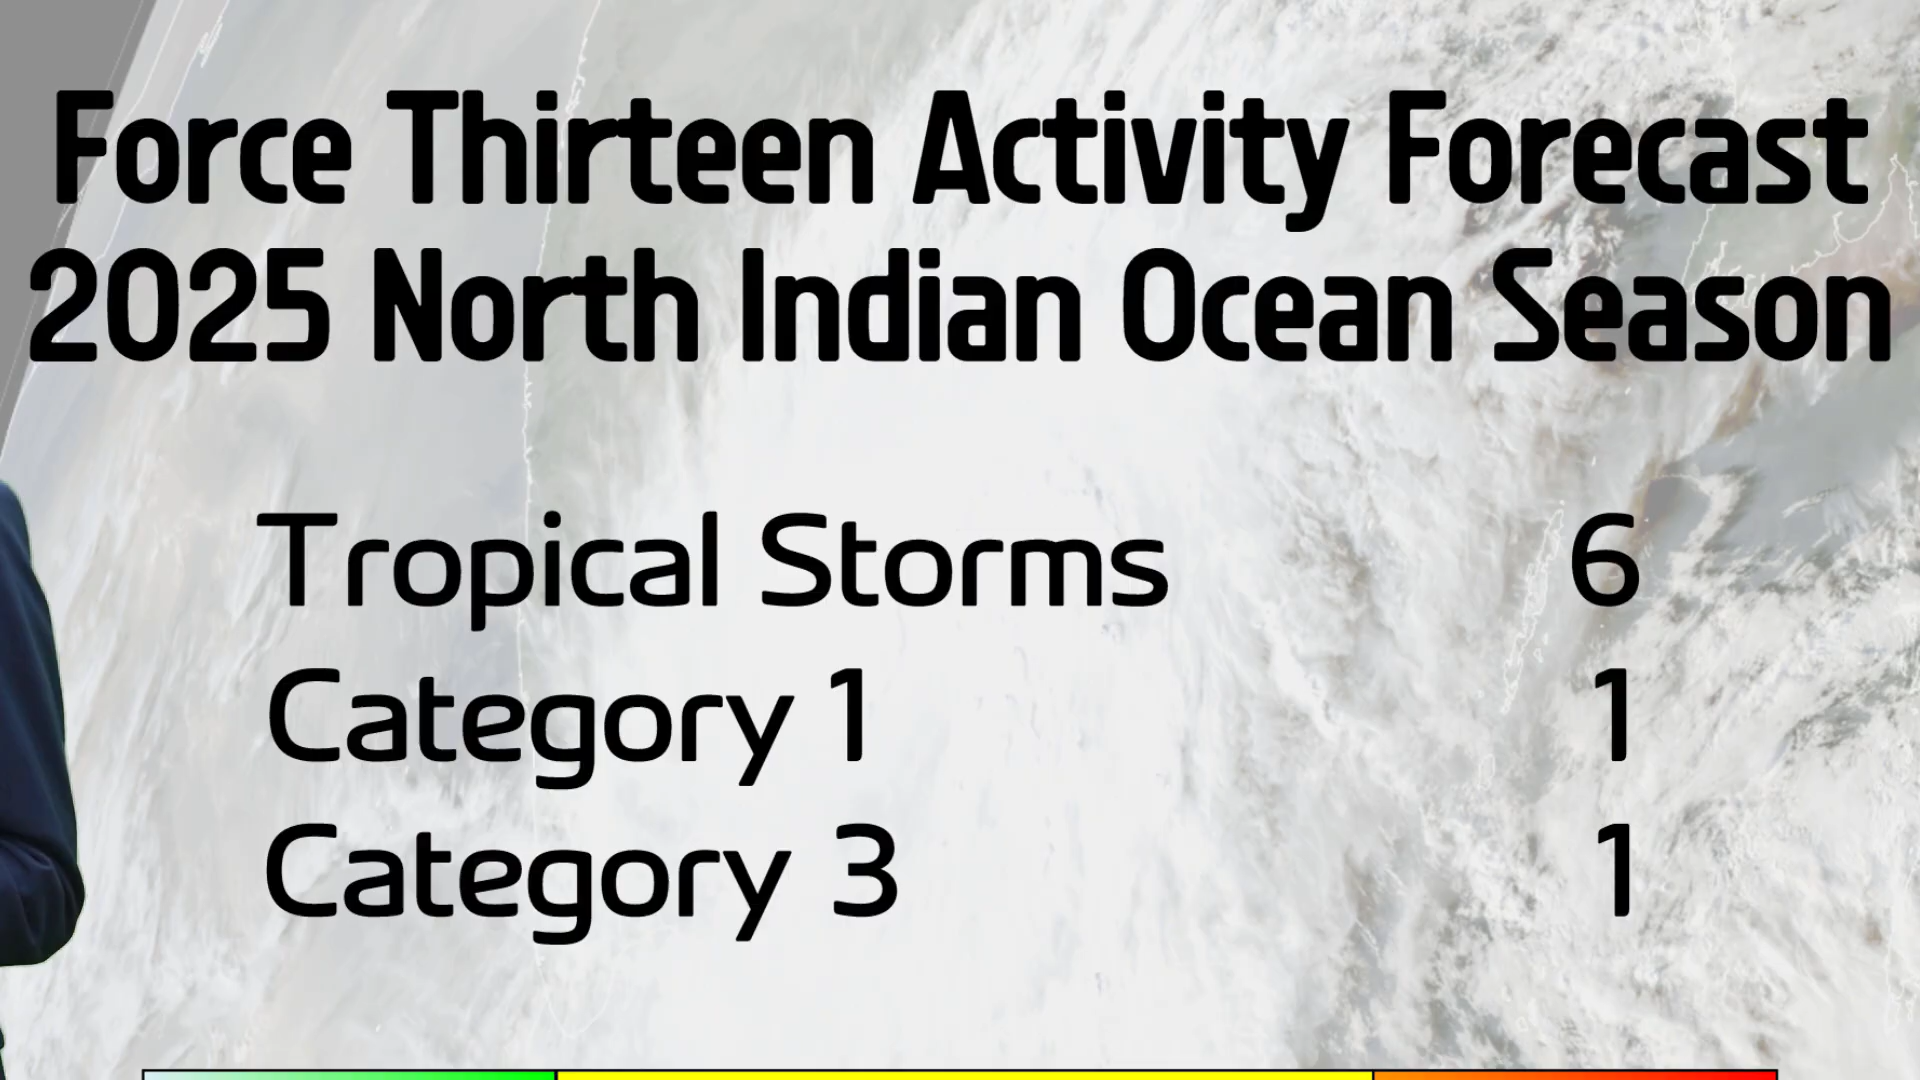 Force Thirteen Activity Forecast
2025 North Indian Ocean Season
Tropical Storms 6
Category 1 1
Category 3 1